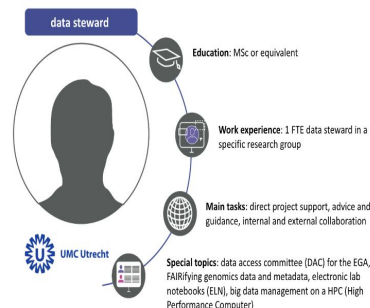 data steward
Education: MSc or equivalent
Work experience: 1 FTE data steward in a
specific research group
Main tasks: direct project support, advice and
guidance, internal and external collaboration
UMC Utrecht
Special topics: data access committee (DAC) for the EGA,
FAIRifying genomics data and metadata, electronic lab
notebooks (ELN), big data management on a HPC (High
Performance Computer)